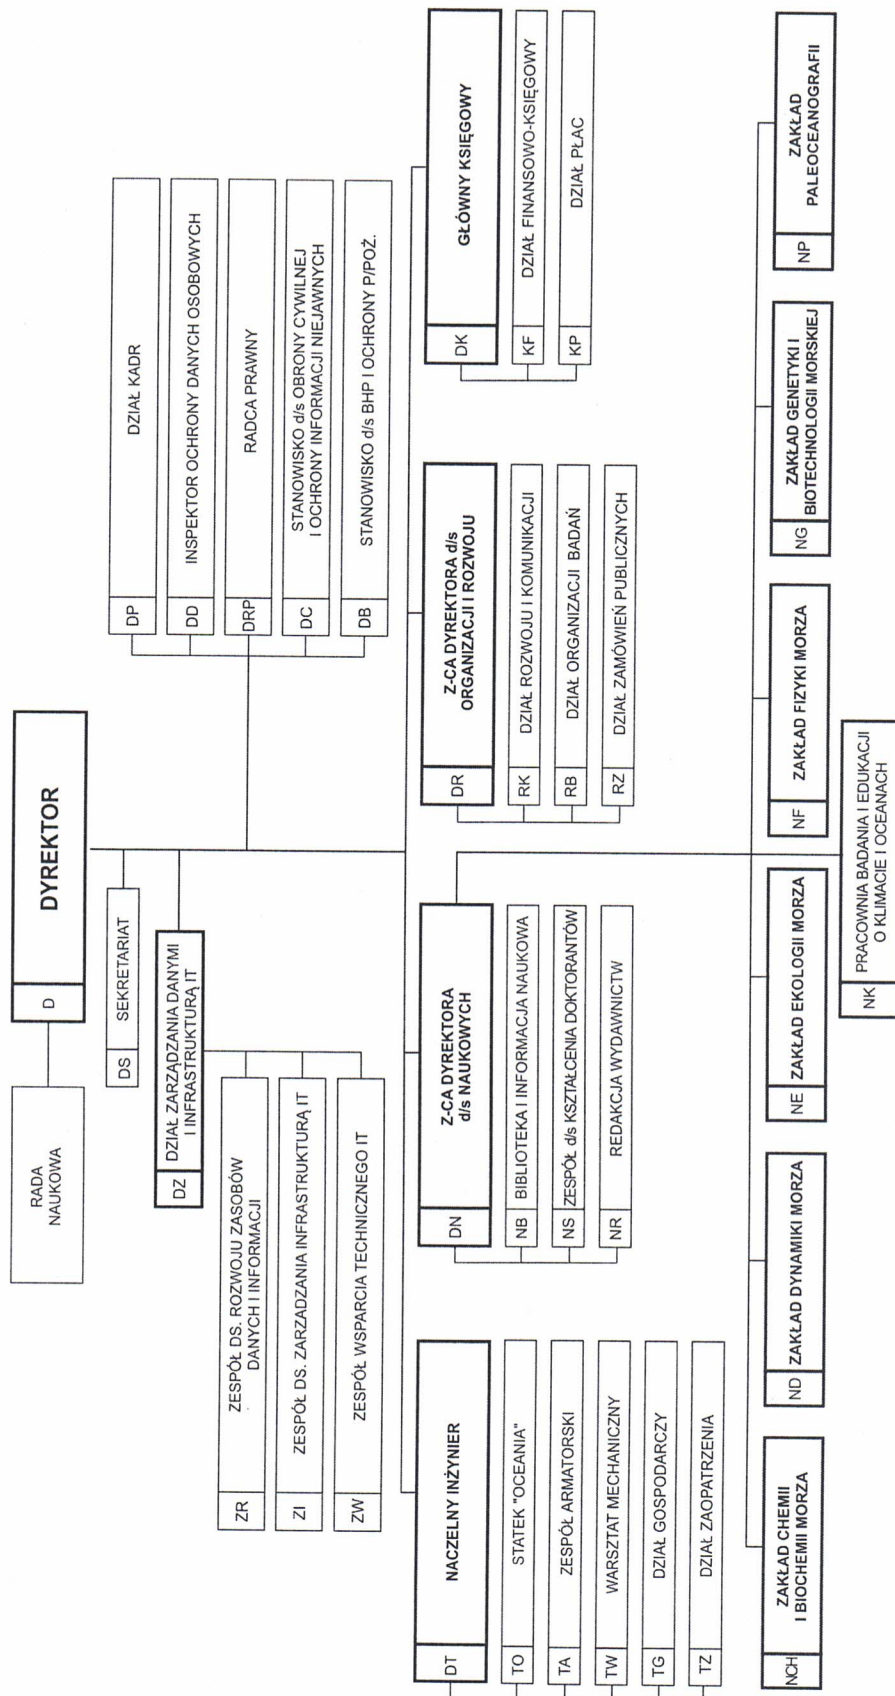 RADA
NAUKOWA
D
DYREKTOR
DS
SEKRETARIAT
DZ
DZIAŁ ZARZĄDZANIA DANYMI
I INFRASTRUKTURĄ IT
ZR
ZESPÓŁ DS. ROZWOJU ZASOBÓW
DANYCH I INFORMACJI
ZI
ZESPÓŁ DS. ZARZADZANIA INFRASTRUKTURĄ IT
ZW
ZESPÓŁ WSPARCIA TECHNICZNEGO IT
DP
DZIAŁ KADR
DD
INSPEKTOR OCHRONY DANYCH OSOBOWYCH
DRP
RADCA PRAWNY
DC
STANOWISKO d/s OBRONY CYWILNEJ
I OCHRONY INFORMACJI NIEJAWNYCH
DB
STANOWISKO d/s BHP I OCHRONY P/POŻ.
DT
NACZELNY INŻYNIER
TO
STATEK "OCEANIA"
TA
ZESPÓŁ ARMATORSKI
TW
WARSZTAT MECHANICZNY
TG
DZIAŁ GOSPODARCZY
TZ
DZIAŁ ZAOPATRZENIA
DN
Z-CA DYREKTORA
d/s NAUKOWYCH
NB
BIBLIOTEKA I INFORMACJA NAUKOWA
NS
ZESPÓŁ d/s KSZTAŁCENIA DOKTORANTÓW
NR
REDAKCJA WYDAWNICTW
DR
Z-CA DYREKTORA d/s
ORGANIZACJI I ROZWOJU
RK
DZIAŁ ROZWOJU I KOMUNIKACJI
RB
DZIAŁ ORGANIZACJI BADAŃ
RZ
DZIAŁ ZAMÓWIEŃ PUBLICZNYCH
DK
GŁÓWNY KSIĘGOWY
KF
DZIAŁ FINANSOWO-KSIĘGOWY
KP
DZIAŁ PŁAC
NCH
ZAKŁAD CHEMII
I BIOCHEMII MORZA
ND
ZAKŁAD DYNAMIKI MORZA
NE
ZAKŁAD EKOLOGII MORZA
NF
ZAKŁAD FIZYKI MORZA
NG
ZAKŁAD GENETYKI I
BIOTECHNOLOGII MORSKIEJ
NP
ZAKŁAD
PALEOCEANOGRAFII
NK
PRACOWNIA BADANIA I EDUKACJI
O KLIMACIE I OCEANACH